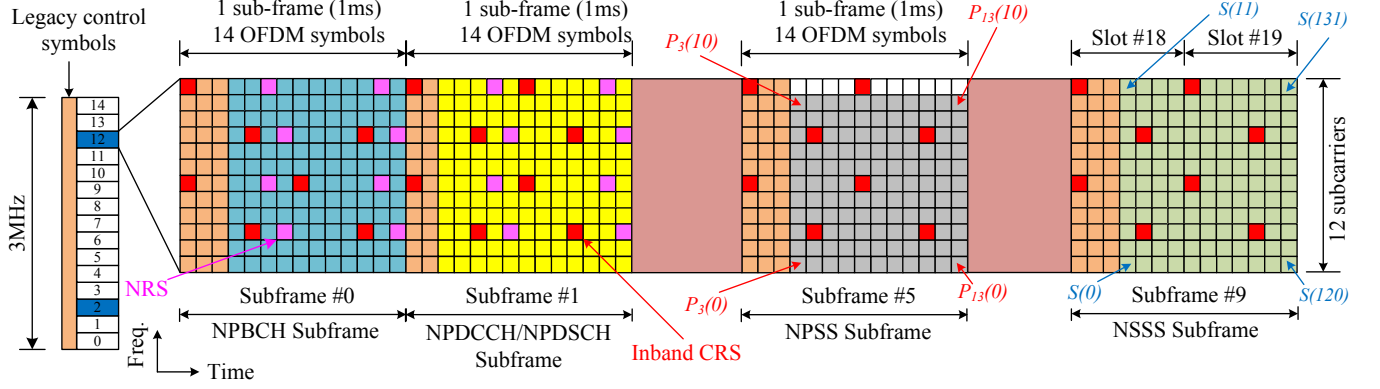 Legacy control
symbols
1 sub-frame (1ms)
14 OFDM symbols
1 sub-frame (1ms)
14 OFDM symbols
1 sub-frame (1ms)
14 OFDM symbols
P3(10)
P13(10)
S(11)
S(131)
Slot #18
Slot #19
3MHz
14
13
12
11
10
9
8
7
6
5
4
3
2
1
0
12 subcarriers
NRS
Subframe #0
Subframe #1
P3(0)
Subframe #5
P13(0)
S(0)
Subframe #9
S(120)
NPBCH Subframe
NPDCCH/NPDSCH
Subframe
Inband CRS
NPSS Subframe
NSSS Subframe
Freq.
Time